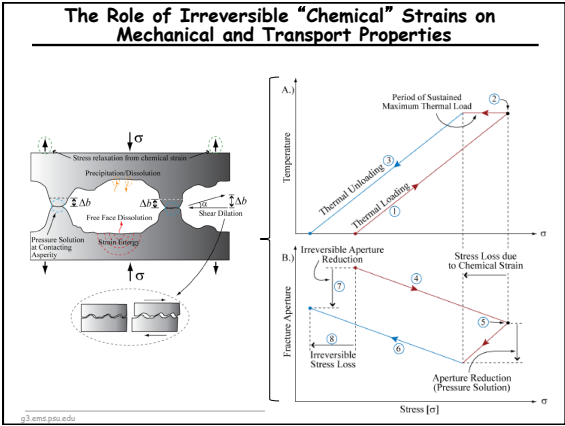 The Role of Irreversible “Chemical” Strains on
Mechanical and Transport Properties
σ
Stress relaxation from chemical strain
Precipitation/Dissolution
Δb
Δb
α
Δb
Shear Dilation
Free Face Dissolution
Pressure Solution
at Contacting
Asperity
Strain Energy
σ
A.)
Temperature
Period of Sustained
Maximum Thermal Load
2
3
Thermal Unloading
Thermal Loading
1
σ
B.)
Fracture Aperture
Irreversible Aperture
Reduction
Stress Loss due
to Chemical Strain
7
4
5
8
6
Irreversible
Stress Loss
Aperture Reduction
(Pressure Solution)
σ
Stress [σ]
g3.ems.psu.edu